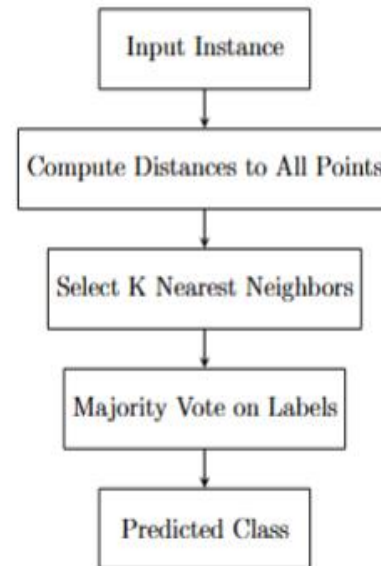 Input Instance
Compute Distances to All Points
Select K Nearest Neighbors
Majority Vote on Labels
Predicted Class